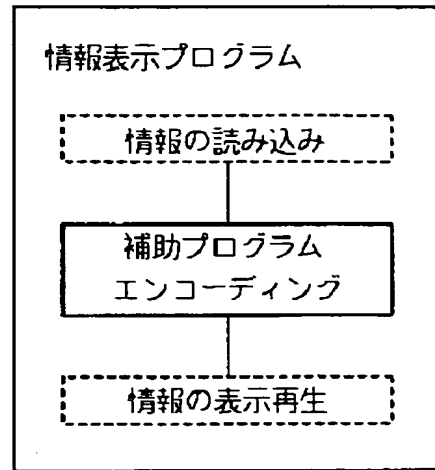 情報表示プログラム
情報の読み込み
補助プログラム
エンコーディング
情報の表示再生